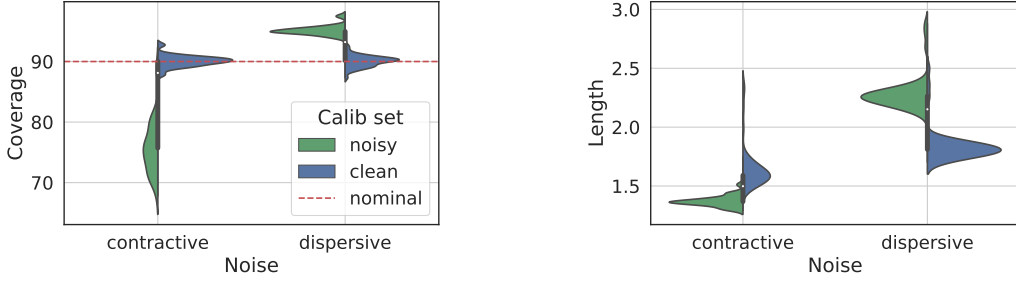 Coverage
90
80
70
contractive
dispersive
Noise
Calib set
noisy
clean
nominal
Length
3.0
2.5
2.0
1.5
contractive
dispersive
Noise